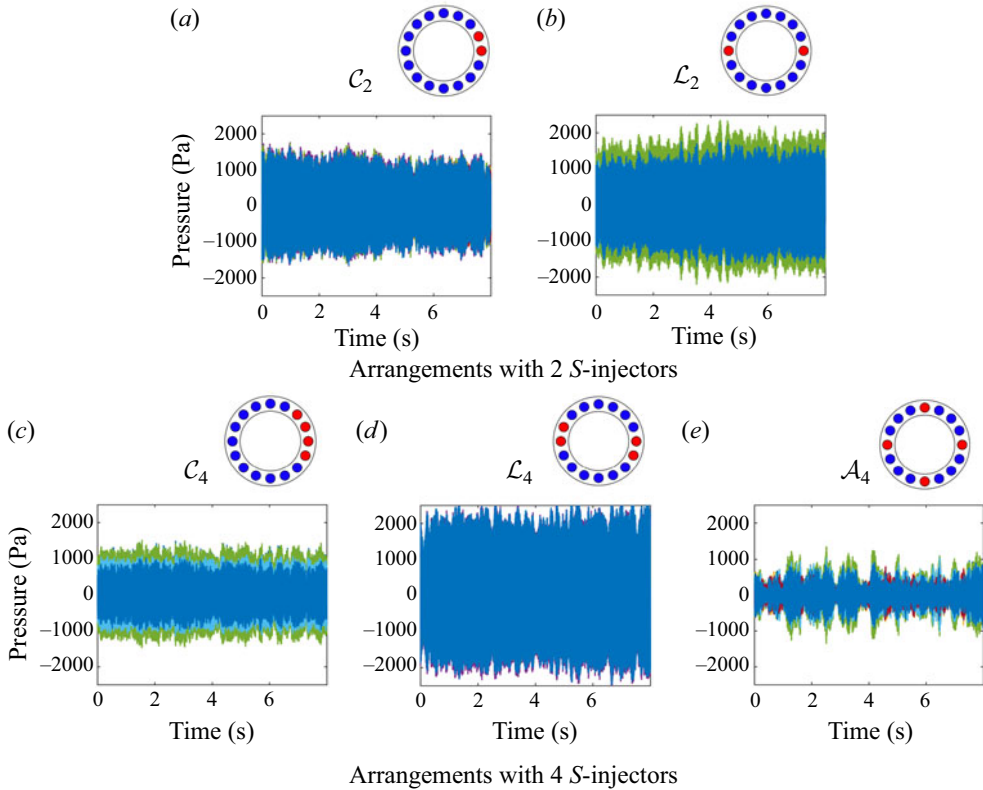 (a)
(b)
C2
L2
2000
1000
0
–1000
–2000
Pressure (Pa)
0 2 4 6
Time (s)
2000
1000
0
–1000
–2000
0 2 4 6
Time (s)
Arrangements with 2 S-injectors
(c)
(d)
(e)
C4
L4
A4
2000
1000
0
–1000
–2000
Pressure (Pa)
0 2 4 6
Time (s)
2000
1000
0
–1000
–2000
0 2 4 6
Time (s)
2000
1000
0
–1000
–2000
0 2 4 6
Time (s)
Arrangements with 4 S-injectors